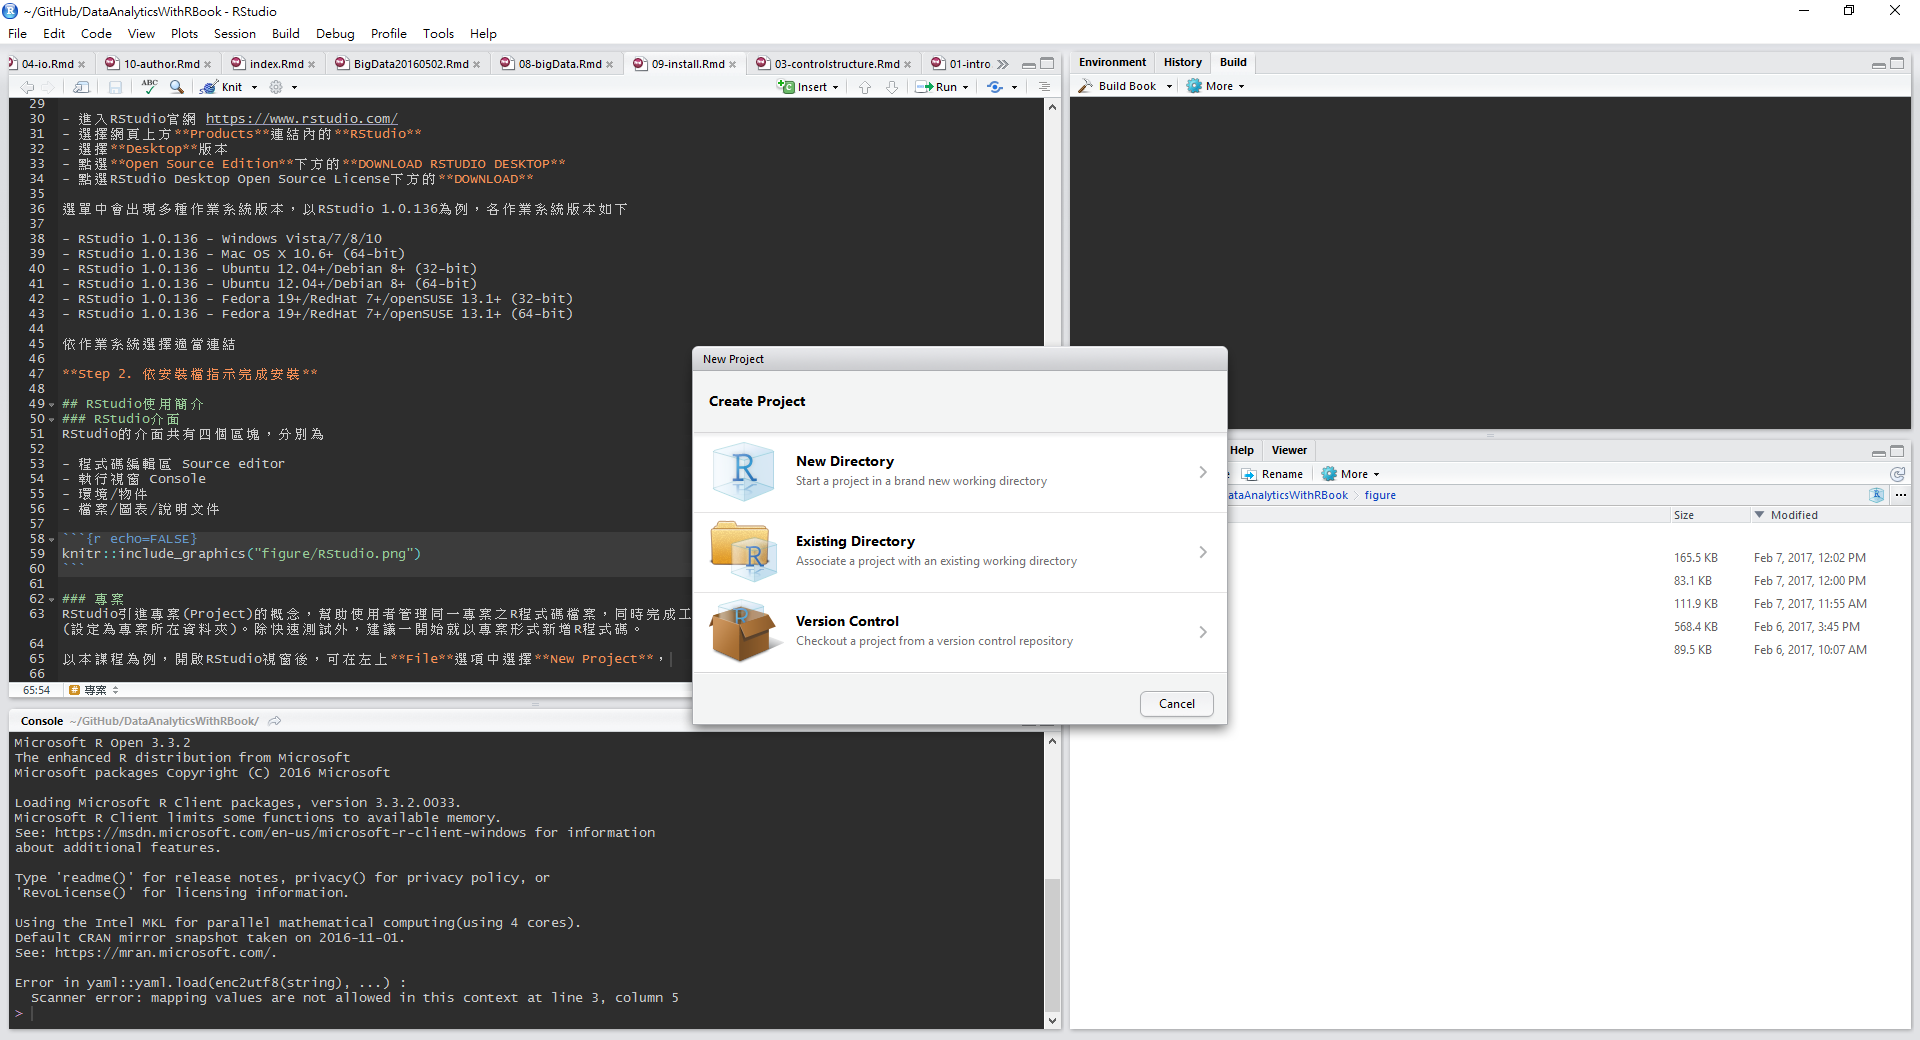 ~/GitHub/DataAnalyticsWithRBook - RStudio
File Edit Code View Plots Session Build Debug Profile Tools Help
04-io.Rmd 10-author.Rmd index.Rmd BigData20160502.Rmd 08-bigData.Rmd 09-install.Rmd 03-controlstructure.Rmd 01-intro
ABC Knit Insert Run
29
30 - 進入RStudio官網 https://www.rstudio.com/
31 - 選擇網頁上方**Products**連結內的**RStudio**
32 - 選擇**Desktop**版本
33 - 點選**Open Source Edition**下方的**DOWNLOAD RSTUDIO DESKTOP**
34 - 點選RStudio Desktop Open Source License下方的**DOWNLOAD**
35
36 選單中會出現多種作業系統版本，以RStudio 1.0.136為例，各作業系統版本如下
37
38 - RStudio 1.0.136 - Windows Vista/7/8/10
39 - RStudio 1.0.136 - Mac OS X 10.6+ (64-bit)
40 - RStudio 1.0.136 - Ubuntu 12.04+/Debian 8+ (32-bit)
41 - RStudio 1.0.136 - Ubuntu 12.04+/Debian 8+ (64-bit)
42 - RStudio 1.0.136 - Fedora 19+/RedHat 7+/openSUSE 13.1+ (32-bit)
43 - RStudio 1.0.136 - Fedora 19+/RedHat 7+/openSUSE 13.1+ (64-bit)
44
45 依作業系統選擇適當連結
46
47 **Step 2. 依安裝檔指示完成安裝**
48
49 ## RStudio使用簡介
50 ### RStudio介面
51 RStudio的介面共有四個區塊，分別為
52
53 - 程式碼編輯區 Source editor
54 - 執行視窗 Console
55 - 環境/物件
56 - 檔案/圖表/說明文件
57
58 ```{r echo=FALSE}
59 knitr::include_graphics("figure/RStudio.png")
60 ```
61
62 ### 專案
63 RStudio引進專案(Project)的概念，幫助使用者管理同一專案之R程式碼檔案，同時完成工
(設定為專案所在資料夾)。除快速測試外，建議一開始就以專案形式新增R程式碼。
64
65 以本課程為例，開啟RStudio視窗後，可在左上**File**選項中選擇**New Project**，
66
65:54 # 專案
Console ~/GitHub/DataAnalyticsWithRBook/
Microsoft R Open 3.3.2
The enhanced R distribution from Microsoft
Microsoft packages Copyright (C) 2016 Microsoft
Loading Microsoft R Client packages, version 3.3.2.0033.
Microsoft R Client limits some functions to available memory.
See: https://msdn.microsoft.com/en-us/microsoft-r-client-windows for information
about additional features.
Type 'readme()' for release notes, privacy() for privacy policy, or
'RevoLicense()' for licensing information.
Using the Intel MKL for parallel mathematical computing(using 4 cores).
Default CRAN mirror snapshot taken on 2016-11-01.
See: https://mran.microsoft.com/.
Error in yaml::yaml.load(enc2utf8(string), ...) :
Scanner error: mapping values are not allowed in this context at line 3, column 5
>
New Project
Create Project
R
New Directory
Start a project in a brand new working directory
R
Existing Directory
Associate a project with an existing working directory
R
Version Control
Checkout a project from a version control repository
Cancel
Environment History Build
Build Book More
Help Viewer
Rename More
ataAnalyticsWithRBook figure
Size Modified
165.5 KB Feb 7, 2017, 12:02 PM
83.1 KB Feb 7, 2017, 12:00 PM
111.9 KB Feb 7, 2017, 11:55 AM
568.4 KB Feb 6, 2017, 3:45 PM
89.5 KB Feb 6, 2017, 10:07 AM